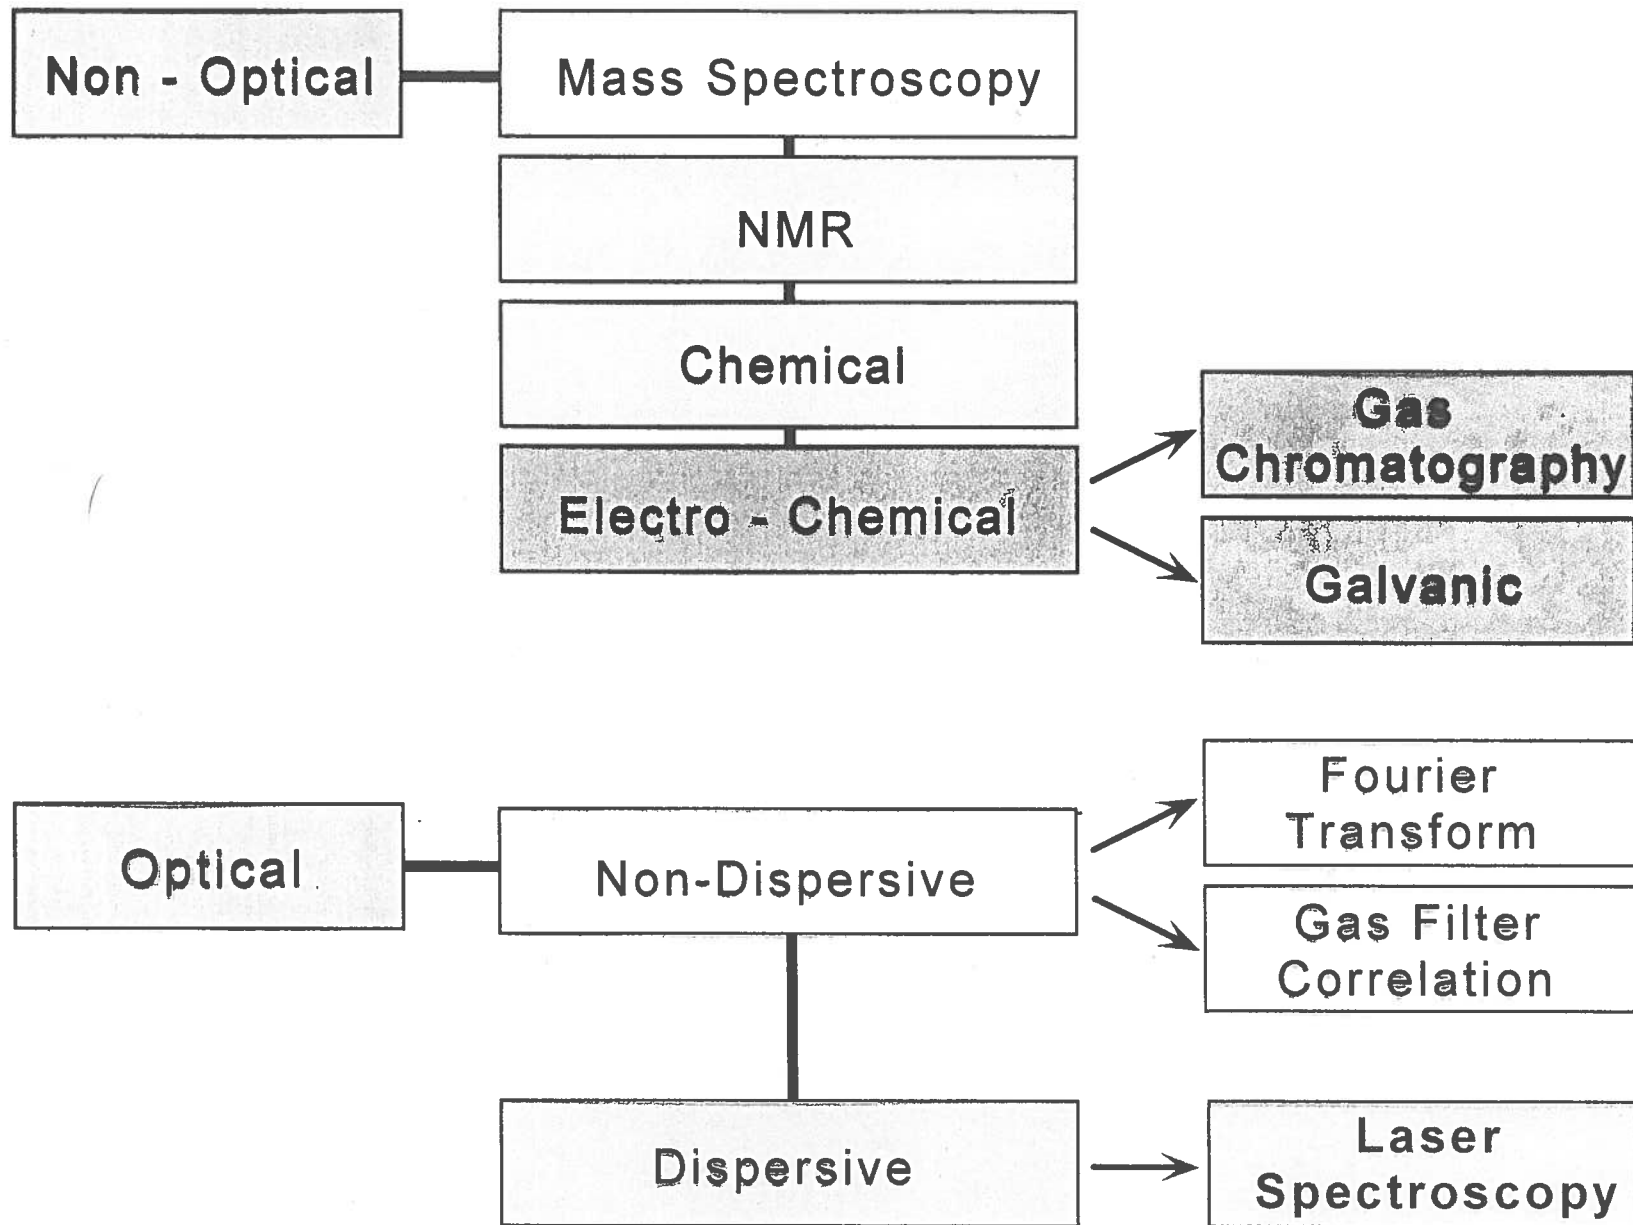 Non - Optical
Mass Spectroscopy
NMR
Chemical
Electro - Chemical
Gas
Chromatography
Galvanic
Optical
Non-Dispersive
Fourier
Transform
Gas Filter
Correlation
Dispersive
Laser
Spectroscopy